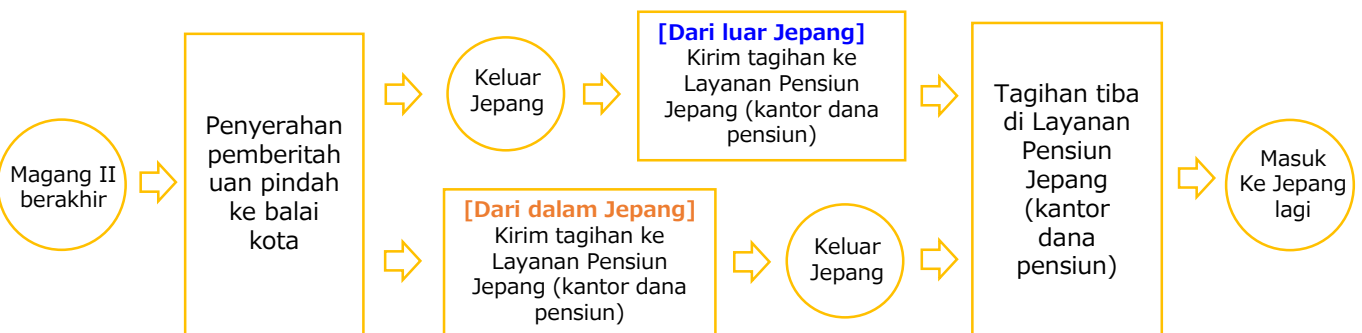 Magang II
berakhir
Penyerahan
pemberitah
uan pindah
ke balai
kota
Keluar
Jepang
[Dari luar Jepang]
Kirim tagihan ke
Layanan Pensiun
Jepang (kantor dana
pensiun)
[Dari dalam Jepang]
Kirim tagihan ke
Layanan Pensiun
Jepang (kantor dana
pensiun)
Keluar
Jepang
Tagihan tiba
di Layanan
Pensiun
Jepang
(kantor
dana
pensiun)
Masuk
Ke Jepang
lagi